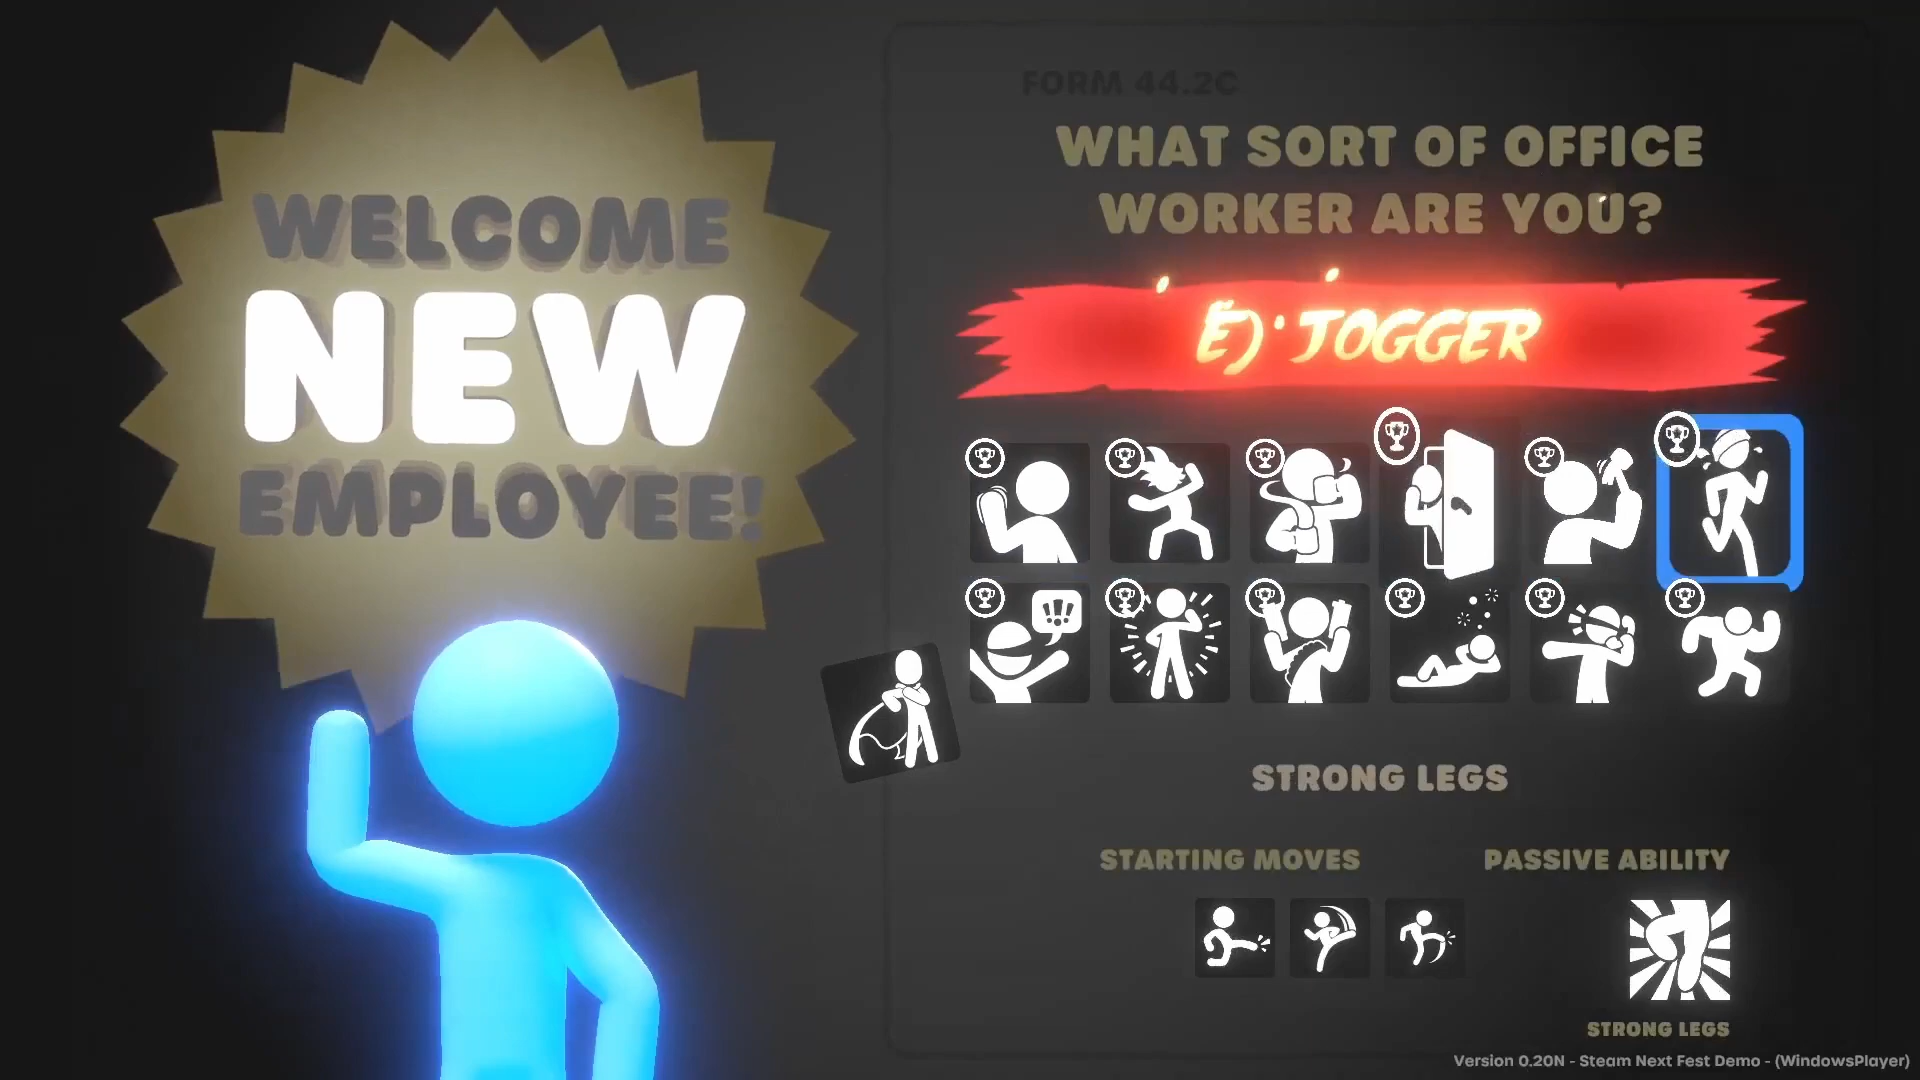 WELCOME
NEW
EMPLOYEE!
FORM 44.2C
WHAT SORT OF OFFICE
WORKER ARE YOU?
E) JOGGER
!!!
STRONG LEGS
STARTING MOVES
PASSIVE ABILITY
STRONG LEGS
Version 0.20N - Steam Next Fest Demo - (WindowsPlayer)